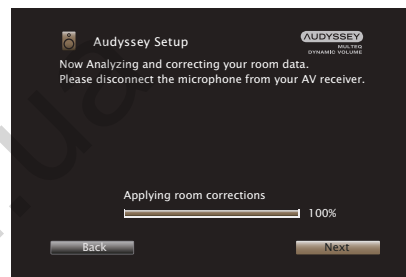 Audyssey Setup
AUDYSSEY
MULTEQ
DYNAMIC VOLUME
Now Analyzing and correcting your room data.
Please disconnect the microphone from your AV receiver.
Applying room corrections
100%
Back
Next